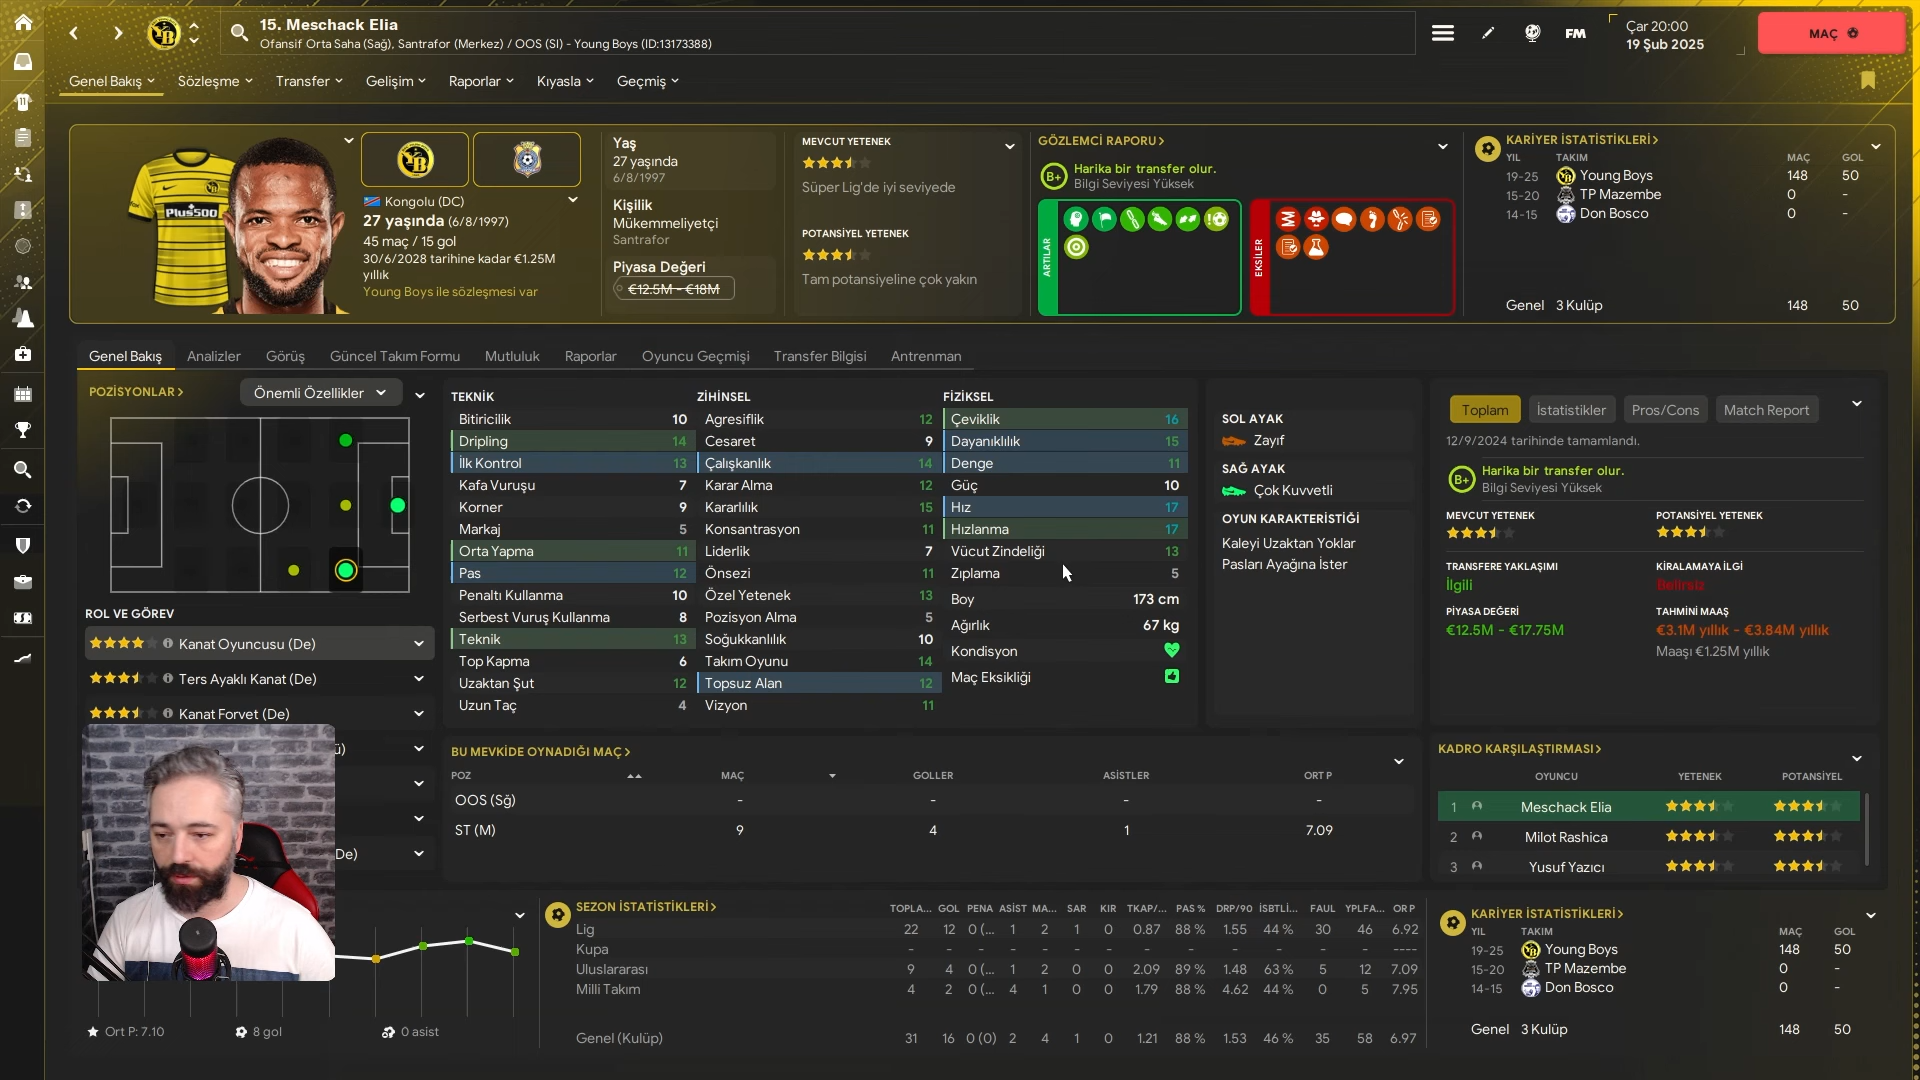 15. Meschack Elia
Ofansif Orta Saha (Sağ), Santrafor (Merkez) / OOS (Sl) - Young Boys (ID:13173388)
FM
Çar 20:00
19 Şub 2025
MAÇ
Genel Bakış
Sözleşme
Transfer
Gelişim
Raporlar
Kıyasla
Geçmiş
Plus500
Kongolu (DC)
27 yaşında (6/8/1997)
45 maç / 15 gol
30/6/2028 tarihine kadar €1.25M
yıllık
Young Boys ile sözleşmesi var
Yaş
27 yaşında
6/8/1997
Kişilik
Mükemmeliyetçi
Santrafor
Piyasa Değeri
€12.5M - €18M
MEVCUT YETENEK
Süper Lig'de iyi seviyede
POTANSİYEL YETENEK
Tam potansiyeline çok yakın
GÖZLEMCİ RAPORU>
B+
Harika bir transfer olur.
Bilgi Seviyesi Yüksek
ARTILAR
EKSİLER
KARİYER İSTATİSTİKLERİ>
YIL TAKIM MAÇ GOL
19-25 Young Boys 148 50
15-20 TP Mazembe 0 -
14-15 Don Bosco 0 -
Genel 3 Kulüp 148 50
Genel Bakış Analizler Görüş Güncel Takım Formu Mutluluk Raporlar Oyuncu Geçmişi Transfer Bilgisi Antrenman
POZİSYONLAR>
Önemli Özellikler
ROL VE GÖREV
Kanat Oyuncusu (De)
Ters Ayaklı Kanat (De)
Kanat Forvet (De)
De)
TEKNİK
Bitiricilik 10
Dripling 14
İlk Kontrol 13
Kafa Vuruşu 7
Korner 9
Markaj 5
Orta Yapma 11
Pas 12
Penaltı Kullanma 10
Serbest Vuruş Kullanma 8
Teknik 13
Top Kapma 6
Uzaktan Şut 12
Uzun Taç 4
ZİHİNSEL
Agresiflik 12
Cesaret 9
Çalışkanlık 14
Karar Alma 12
Kararlılık 15
Konsantrasyon 11
Liderlik 7
Önsezi 11
Özel Yetenek 13
Pozisyon Alma 5
Soğukkanlılık 10
Takım Oyunu 14
Topsuz Alan 12
Vizyon 11
FİZİKSEL
Çeviklik 16
Dayanıklılık 15
Denge 11
Güç 10
Hız 17
Hızlanma 17
Vücut Zindeliği 13
Zıplama 5
Boy 173 cm
Ağırlık 67 kg
Kondisyon
Maç Eksikliği
SOL AYAK
Zayıf
SAĞ AYAK
Çok Kuvvetli
OYUN KARAKTERİSTİĞİ
Kaleyi Uzaktan Yoklar
Pasları Ayağına İster
Toplam İstatistikler Pros/Cons Match Report
12/9/2024 tarihinde tamamlandı.
B+
Harika bir transfer olur.
Bilgi Seviyesi Yüksek
MEVCUT YETENEK POTANSİYEL YETENEK
TRANSFERE YAKLAŞIMI KİRALAMAYA İLGİ
İlgili Belirsiz
PİYASA DEĞERİ TAHMİNİ MAAŞ
€12.5M - €17.75M €3.1M yıllık - €3.84M yıllık
Maaşı €1.25M yıllık
BU MEVKİDE OYNADIĞI MAÇ>
POZ MAÇ GOLLER ASİSTLER ORT P
OOS (Sğ) - - - -
ST (M) 9 4 1 7.09
KADRO KARŞILAŞTIRMASI>
OYUNCU YETENEK POTANSİYEL
1 Meschack Elia
2 Milot Rashica
3 Yusuf Yazıcı
Ort P: 7.10 8 gol 0 asist
SEZON İSTATİSTİKLERİ>
TOPLA... GOL PENA ASİST MA... SAR KIR TKAP/... PAS % DRP/90 İSBTLİ... FAUL YPLFA... OR P
Lig 22 12 0 (... 1 2 1 0 0.87 88 % 1.55 44 % 30 46 6.92
Kupa - - - - - - - - - - - - - ----
Uluslararası 9 4 0 (... 1 2 0 0 2.09 89 % 1.48 63 % 5 12 7.09
Milli Takım 4 2 0 (... 4 1 0 0 1.79 88 % 4.62 44 % 0 5 7.95
Genel (Kulüp) 31 16 0 (0) 2 4 1 0 1.21 88 % 1.53 46 % 35 58 6.97
KARİYER İSTATİSTİKLERİ>
YIL TAKIM MAÇ GOL
19-25 Young Boys 148 50
15-20 TP Mazembe 0 -
14-15 Don Bosco 0 -
Genel 3 Kulüp 148 50